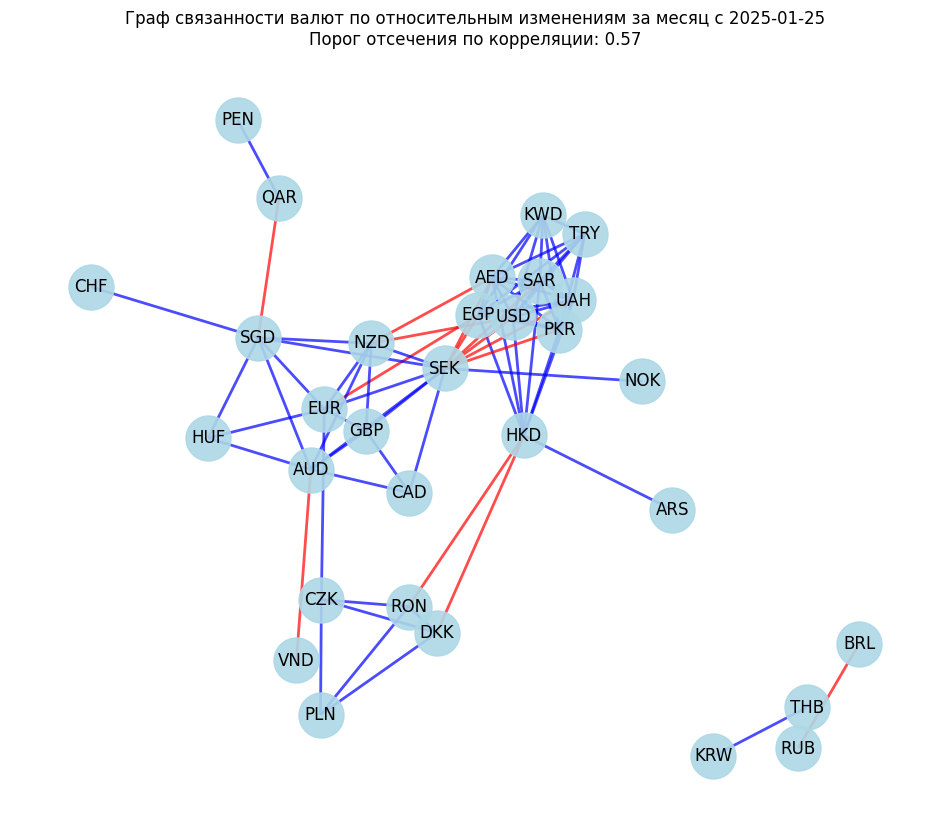 Граф связанности валют по относительным изменениям за месяц с 2025-01-25
Порог отсечения по корреляции: 0.57
PEN
QAR
KWD
TRY
CHF
AED
SAR
UAH
EGP
USD
PKR
SGD
NZD
SEK
NOK
EUR
GBP
HUF
HKD
AUD
CAD
ARS
CZK
RON
DKK
VND
BRL
PLN
THB
KRW
RUB